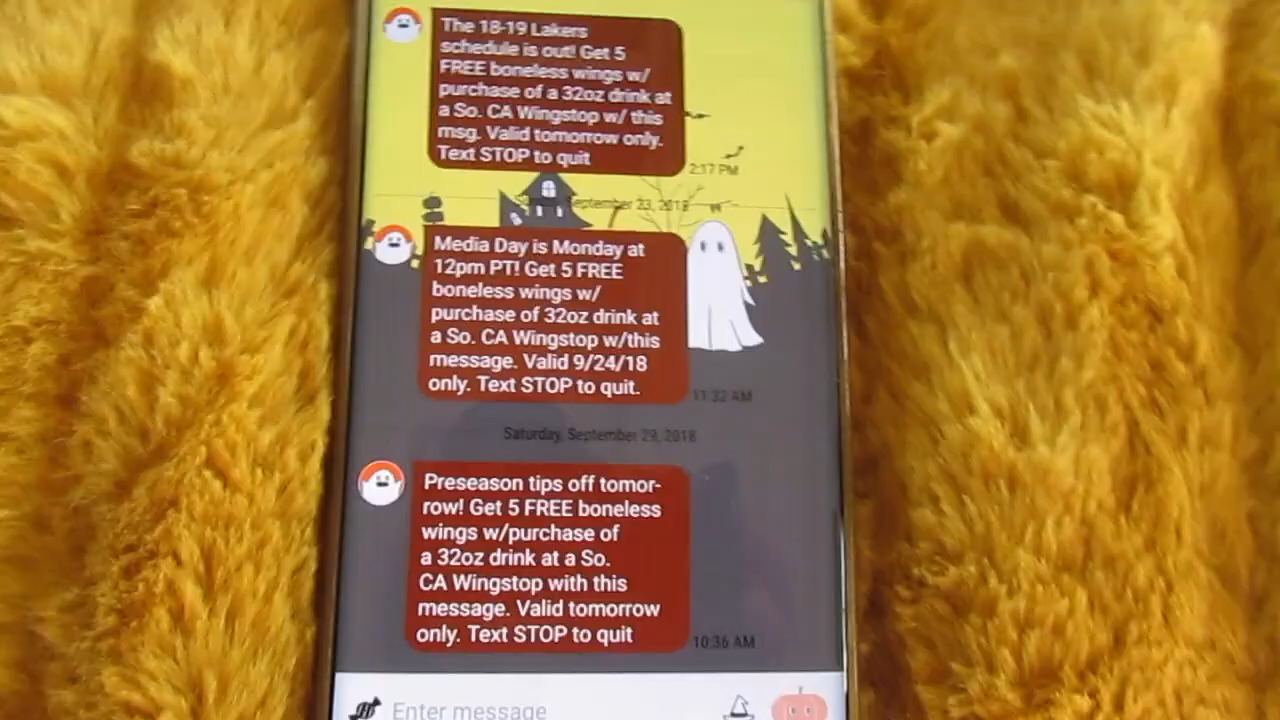 The 18-19 Lakers
schedule is out! Get 5
FREE boneless wings w/
purchase of a 32oz drink at
a So. CA Wingstop w/ this
msg. Valid tomorrow only.
Text STOP to quit
2:17 PM
September 23, 2018
Media Day is Monday at
12pm PT! Get 5 FREE
boneless wings w/
purchase of 32oz drink at
a So. CA Wingstop w/this
message. Valid 9/24/18
only. Text STOP to quit.
11:32 AM
Saturday, September 29, 2018
Preseason tips off tomor-
row! Get 5 FREE boneless
wings w/purchase of
a 32oz drink at a So.
CA Wingstop with this
message. Valid tomorrow
only. Text STOP to quit
10:36 AM
Enter message